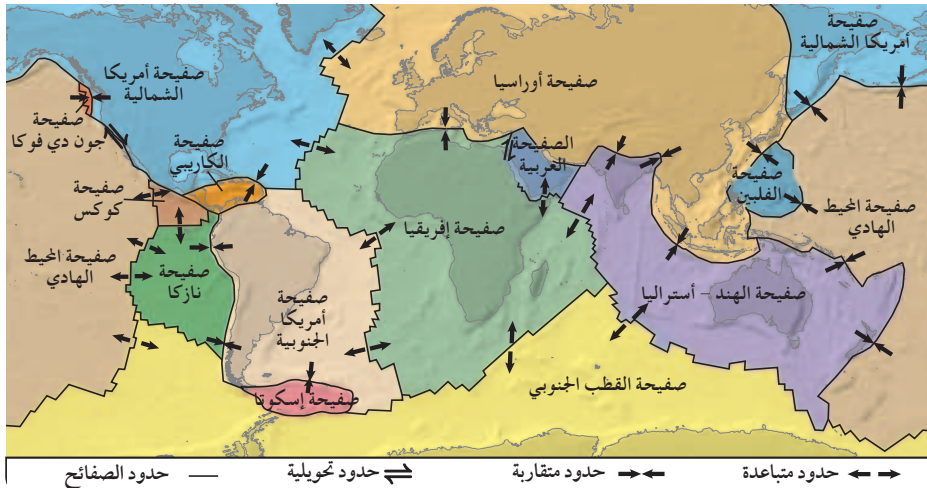 صفيحة
أمريكا الشمالية
صفيحة أمريكا
الشمالية
صفيحة أوراسيا
صفيحة
جون دي فوكا
صفيحة
الكاريبي
الصفيحة
العربية
صفيحة
الفلبين
صفيحة
كوكس
صفيحة المحيط
الهادي
صفيحة إفريقيا
صفيحة المحيط
الهادي
صفيحة
نازكا
صفيحة
أمريكا
الجنوبية
صفيحة الهند – أستراليا
صفيحة القطب الجنوبي
صفيحة إسكوتا
حدود متباعدة
حدود متقاربة
حدود تحويلية
حدود الصفائح